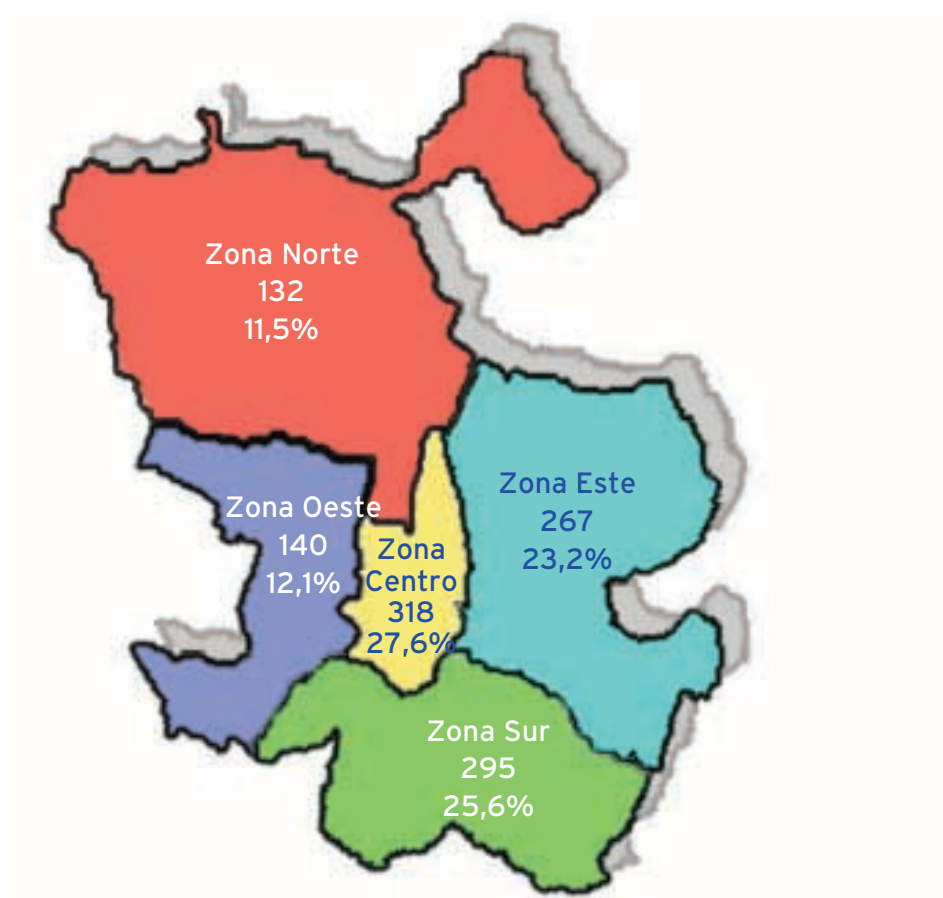 Zona Norte
132
11,5%
Zona Oeste
140
12,1%
Zona
Centro
318
27,6%
Zona Este
267
23,2%
Zona Sur
295
25,6%